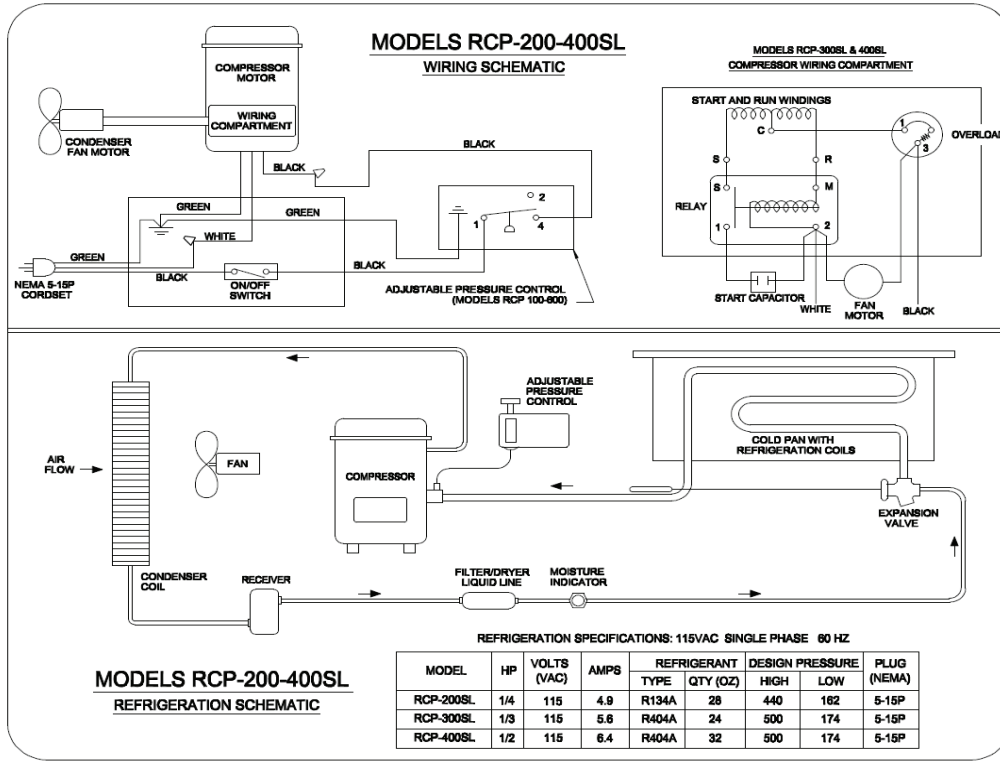 MODELS RCP-200-400SL
WIRING SCHEMATIC
COMPRESSOR
MOTOR
WIRING
COMPARTMENT
CONDENSER
FAN MOTOR
BLACK
BLACK
GREEN
GREEN
WHITE
GREEN
BLACK
BLACK
NEMA 5-15P
CORDSET
ON/OFF
SWITCH
1
2
4
ADJUSTABLE PRESSURE CONTROL
(MODELS RCP 100-600)
MODELS RCP-300SL & 400SL
COMPRESSOR WIRING COMPARTMENT
START AND RUN WINDINGS
C
1
3
OVERLOAD
S
R
S
M
RELAY
1
2
START CAPACITOR
WHITE
FAN
MOTOR
BLACK
AIR
FLOW
FAN
COMPRESSOR
ADJUSTABLE
PRESSURE
CONTROL
COLD PAN WITH
REFRIGERATION COILS
EXPANSION
VALVE
CONDENSER
COIL
RECEIVER
FILTER/DRYER
LIQUID LINE
MOISTURE
INDICATOR
MODELS RCP-200-400SL
REFRIGERATION SCHEMATIC
REFRIGERATION SPECIFICATIONS: 115VAC SINGLE PHASE 60 HZ
MODEL HP VOLTS (VAC) AMPS REFRIGERANT DESIGN PRESSURE PLUG (NEMA)
TYPE QTY (OZ) HIGH LOW
RCP-200SL 1/4 115 4.9 R134A 28 440 162 5-15P
RCP-300SL 1/3 115 5.6 R404A 24 500 174 5-15P
RCP-400SL 1/2 115 6.4 R404A 32 500 174 5-15P